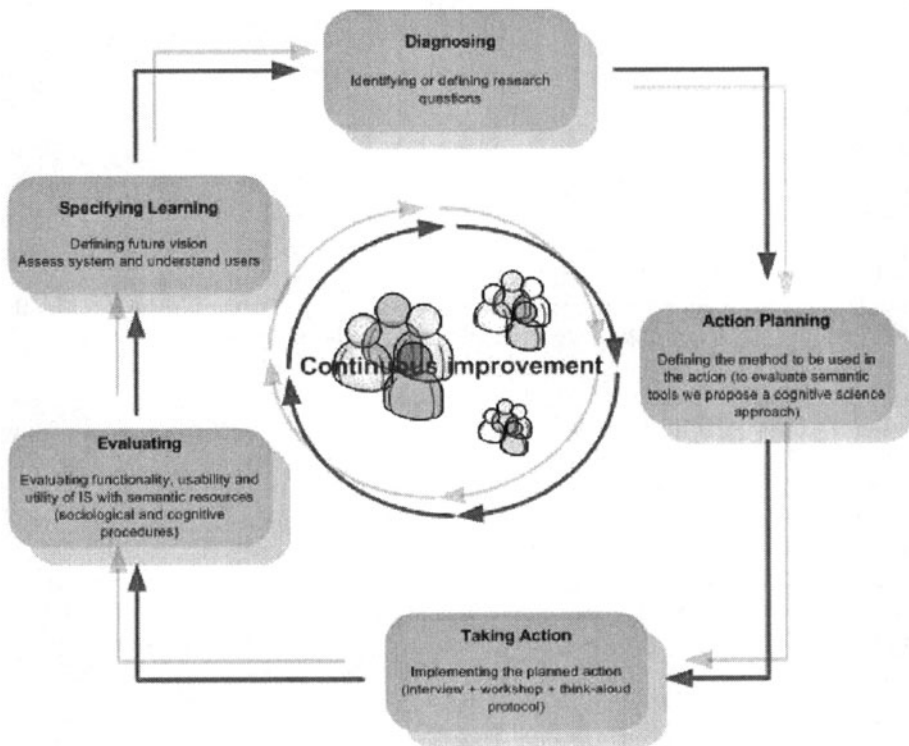 Diagnosing
Identifying or defining research
questions
Specifying Learning
Defining future vision
Assess system and understand users
Continuous improvement
Action Planning
Defining the method to be used in
the action (to evaluate semantic
tools we propose a cognitive science
approach)
Evaluating
Evaluating functionality, usability and
utility of IS with semantic resources
(sociological and cognitive
procedures)
Taking Action
Implementing the planned action
(interview + workshop + think-aloud
protocol)